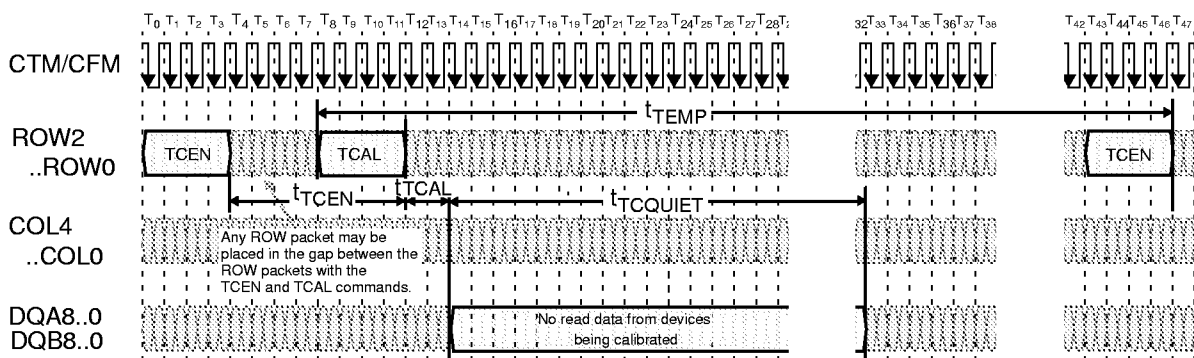 T0 T1 T2 T3 T4 T5 T6 T7 T8 T9 T10 T11 T12 T13 T14 T15 T16 T17 T18 T19 T20 T21 T22 T23 T24 T25 T26 T27 T28 32 T33 T34 T35 T36 T37 T38 T42 T43 T44 T45 T46 T47
CTM/CFM
tTEMP
ROW2
..ROW0
TCEN
TCAL
TCEN
tTCEN
tTCAL
tTCQUIET
COL4
..COL0
Any ROW packet may be
placed in the gap between the
ROW packets with the
TCEN and TCAL commands.
DQA8..0
DQB8..0
No read data from devices
being calibrated